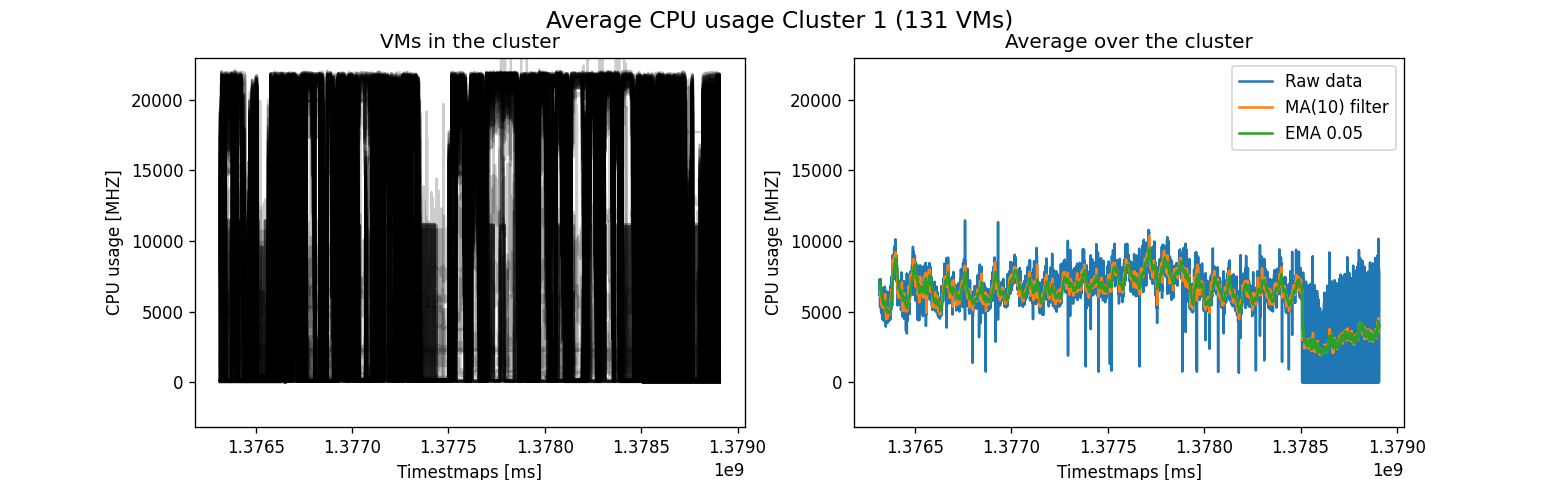 Average CPU usage Cluster 1 (131 VMs)
VMs in the cluster
CPU usage [MHZ]
20000
15000
10000
5000
0
1.3765 1.3770 1.3775 1.3780 1.3785 1.3790
1e9
Timestmaps [ms]
Average over the cluster
CPU usage [MHZ]
20000
15000
10000
5000
0
Raw data
MA(10) filter
EMA 0.05
1.3765 1.3770 1.3775 1.3780 1.3785 1.3790
1e9
Timestmaps [ms]